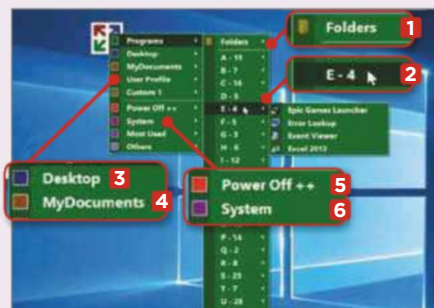 Programs
Desktop
MyDocuments
User Profile
Custom 1
Power Off ++
System
Most Used
Others
Folders
A - 15
B - 7
C - 14
D - 8
E - 4
F - 5
G - 3
H - 6
I - 12
P - 14
Q - 2
R - 8
S - 25
T - 7
U - 28
Epic Games Launcher
Error Lookup
Event Viewer
Excel 2013
Folders 1
E - 4 2
Desktop 3
MyDocuments 4
Power Off ++ 5
System 6